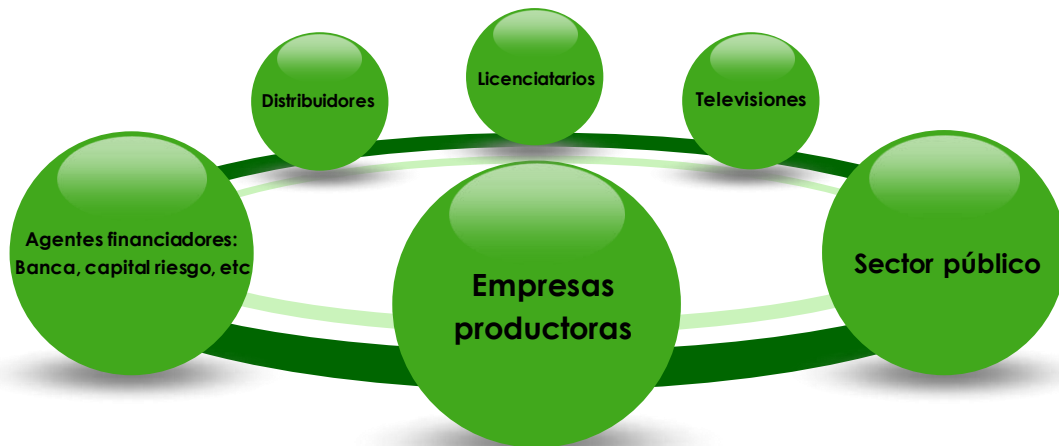 Distribuidores
Licenciatarios
Televisiones
Agentes financiadores:
Banca, capital riesgo, etc
Empresas
productoras
Sector público